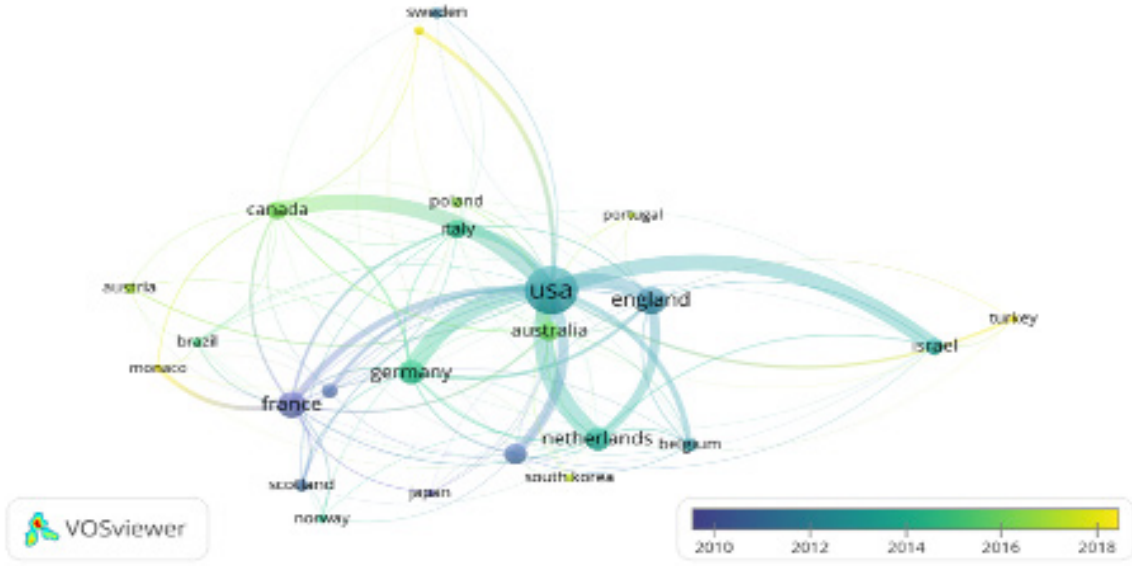 sweden
poland
canada
portugal
italy
austria
usa
england
turkey
australia
brazil
israel
monaco
germany
france
netherlands
belgium
south korea
scotland
japan
norway
VOSviewer
2010 2012 2014 2016 2018